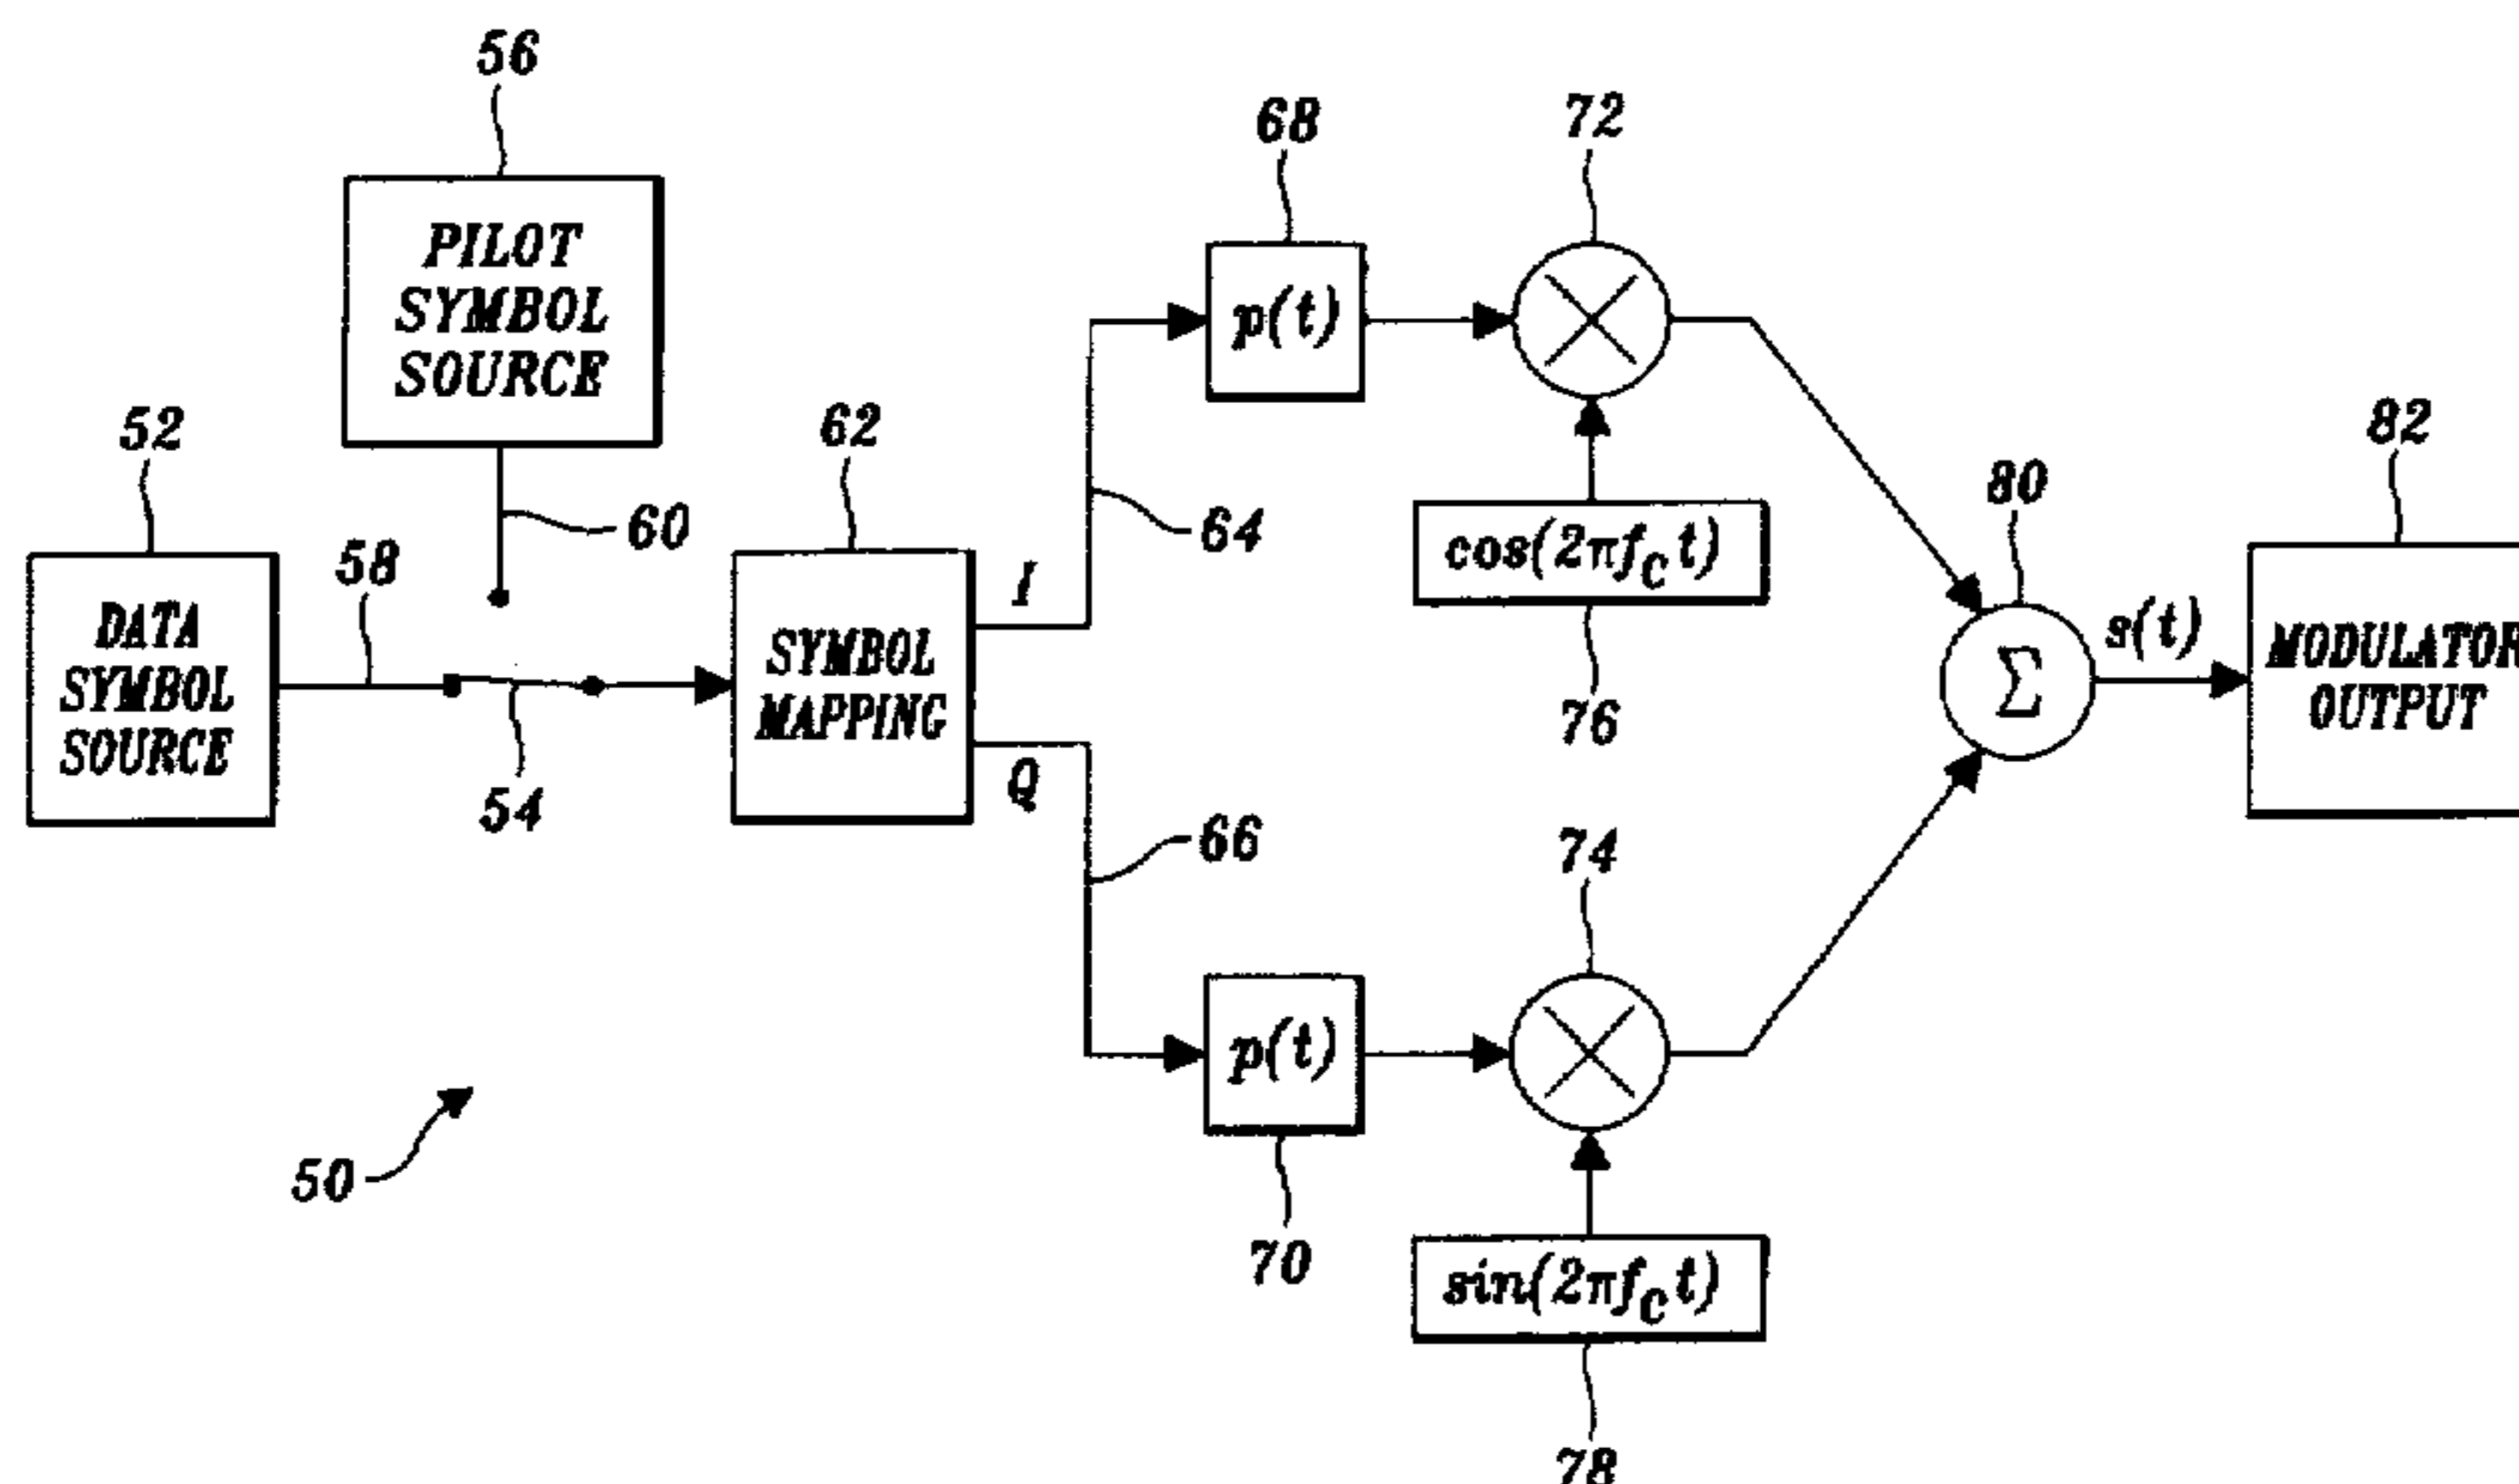 56
68
72
PILOT
SYMBOL
SOURCE
p(t)
52
62
82
60
64
cos(2πf_c t)
80
58
I
DATA
SYMBOL
SOURCE
SYMBOL
MAPPING
s(t)
MODULATOR
OUTPUT
Σ
76
54
Q
66
74
p(t)
50
70
sin(2πf_c t)
78